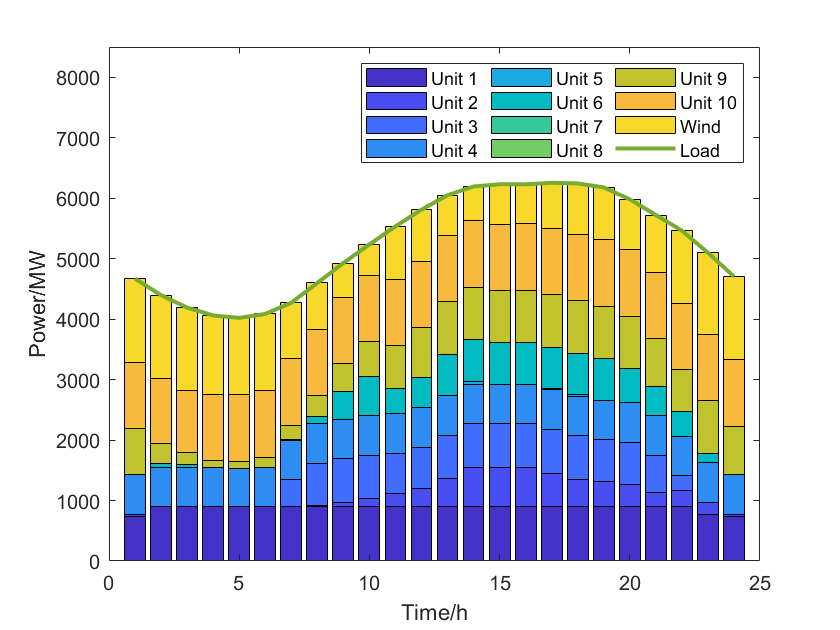 8000
7000
6000
5000
4000
3000
2000
1000
0
Power/MW
Unit 1 Unit 5 Unit 9
Unit 2 Unit 6 Unit 10
Unit 3 Unit 7 Wind
Unit 4 Unit 8 Load
0 5 10 15 20 25
Time/h